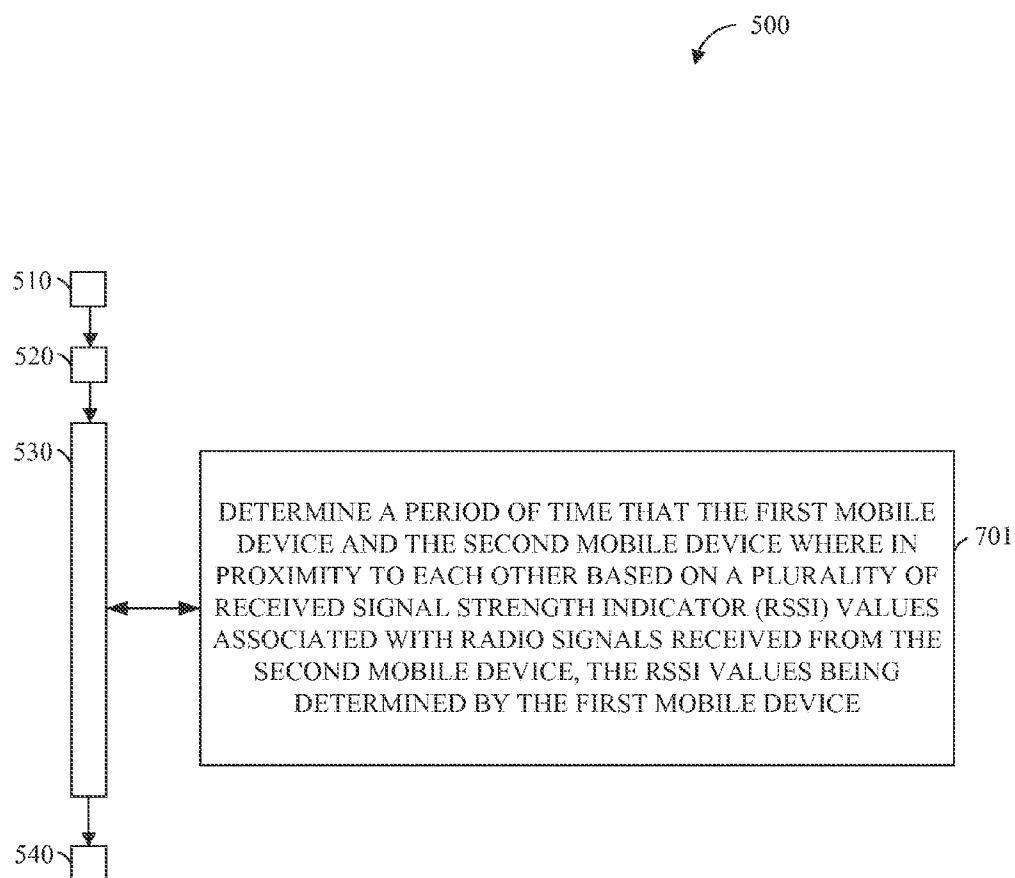 500
510
520
530
DETERMINE A PERIOD OF TIME THAT THE FIRST MOBILE
DEVICE AND THE SECOND MOBILE DEVICE WHERE IN
PROXIMITY TO EACH OTHER BASED ON A PLURALITY OF
RECEIVED SIGNAL STRENGTH INDICATOR (RSSI) VALUES
ASSOCIATED WITH RADIO SIGNALS RECEIVED FROM THE
SECOND MOBILE DEVICE, THE RSSI VALUES BEING
DETERMINED BY THE FIRST MOBILE DEVICE
701
540